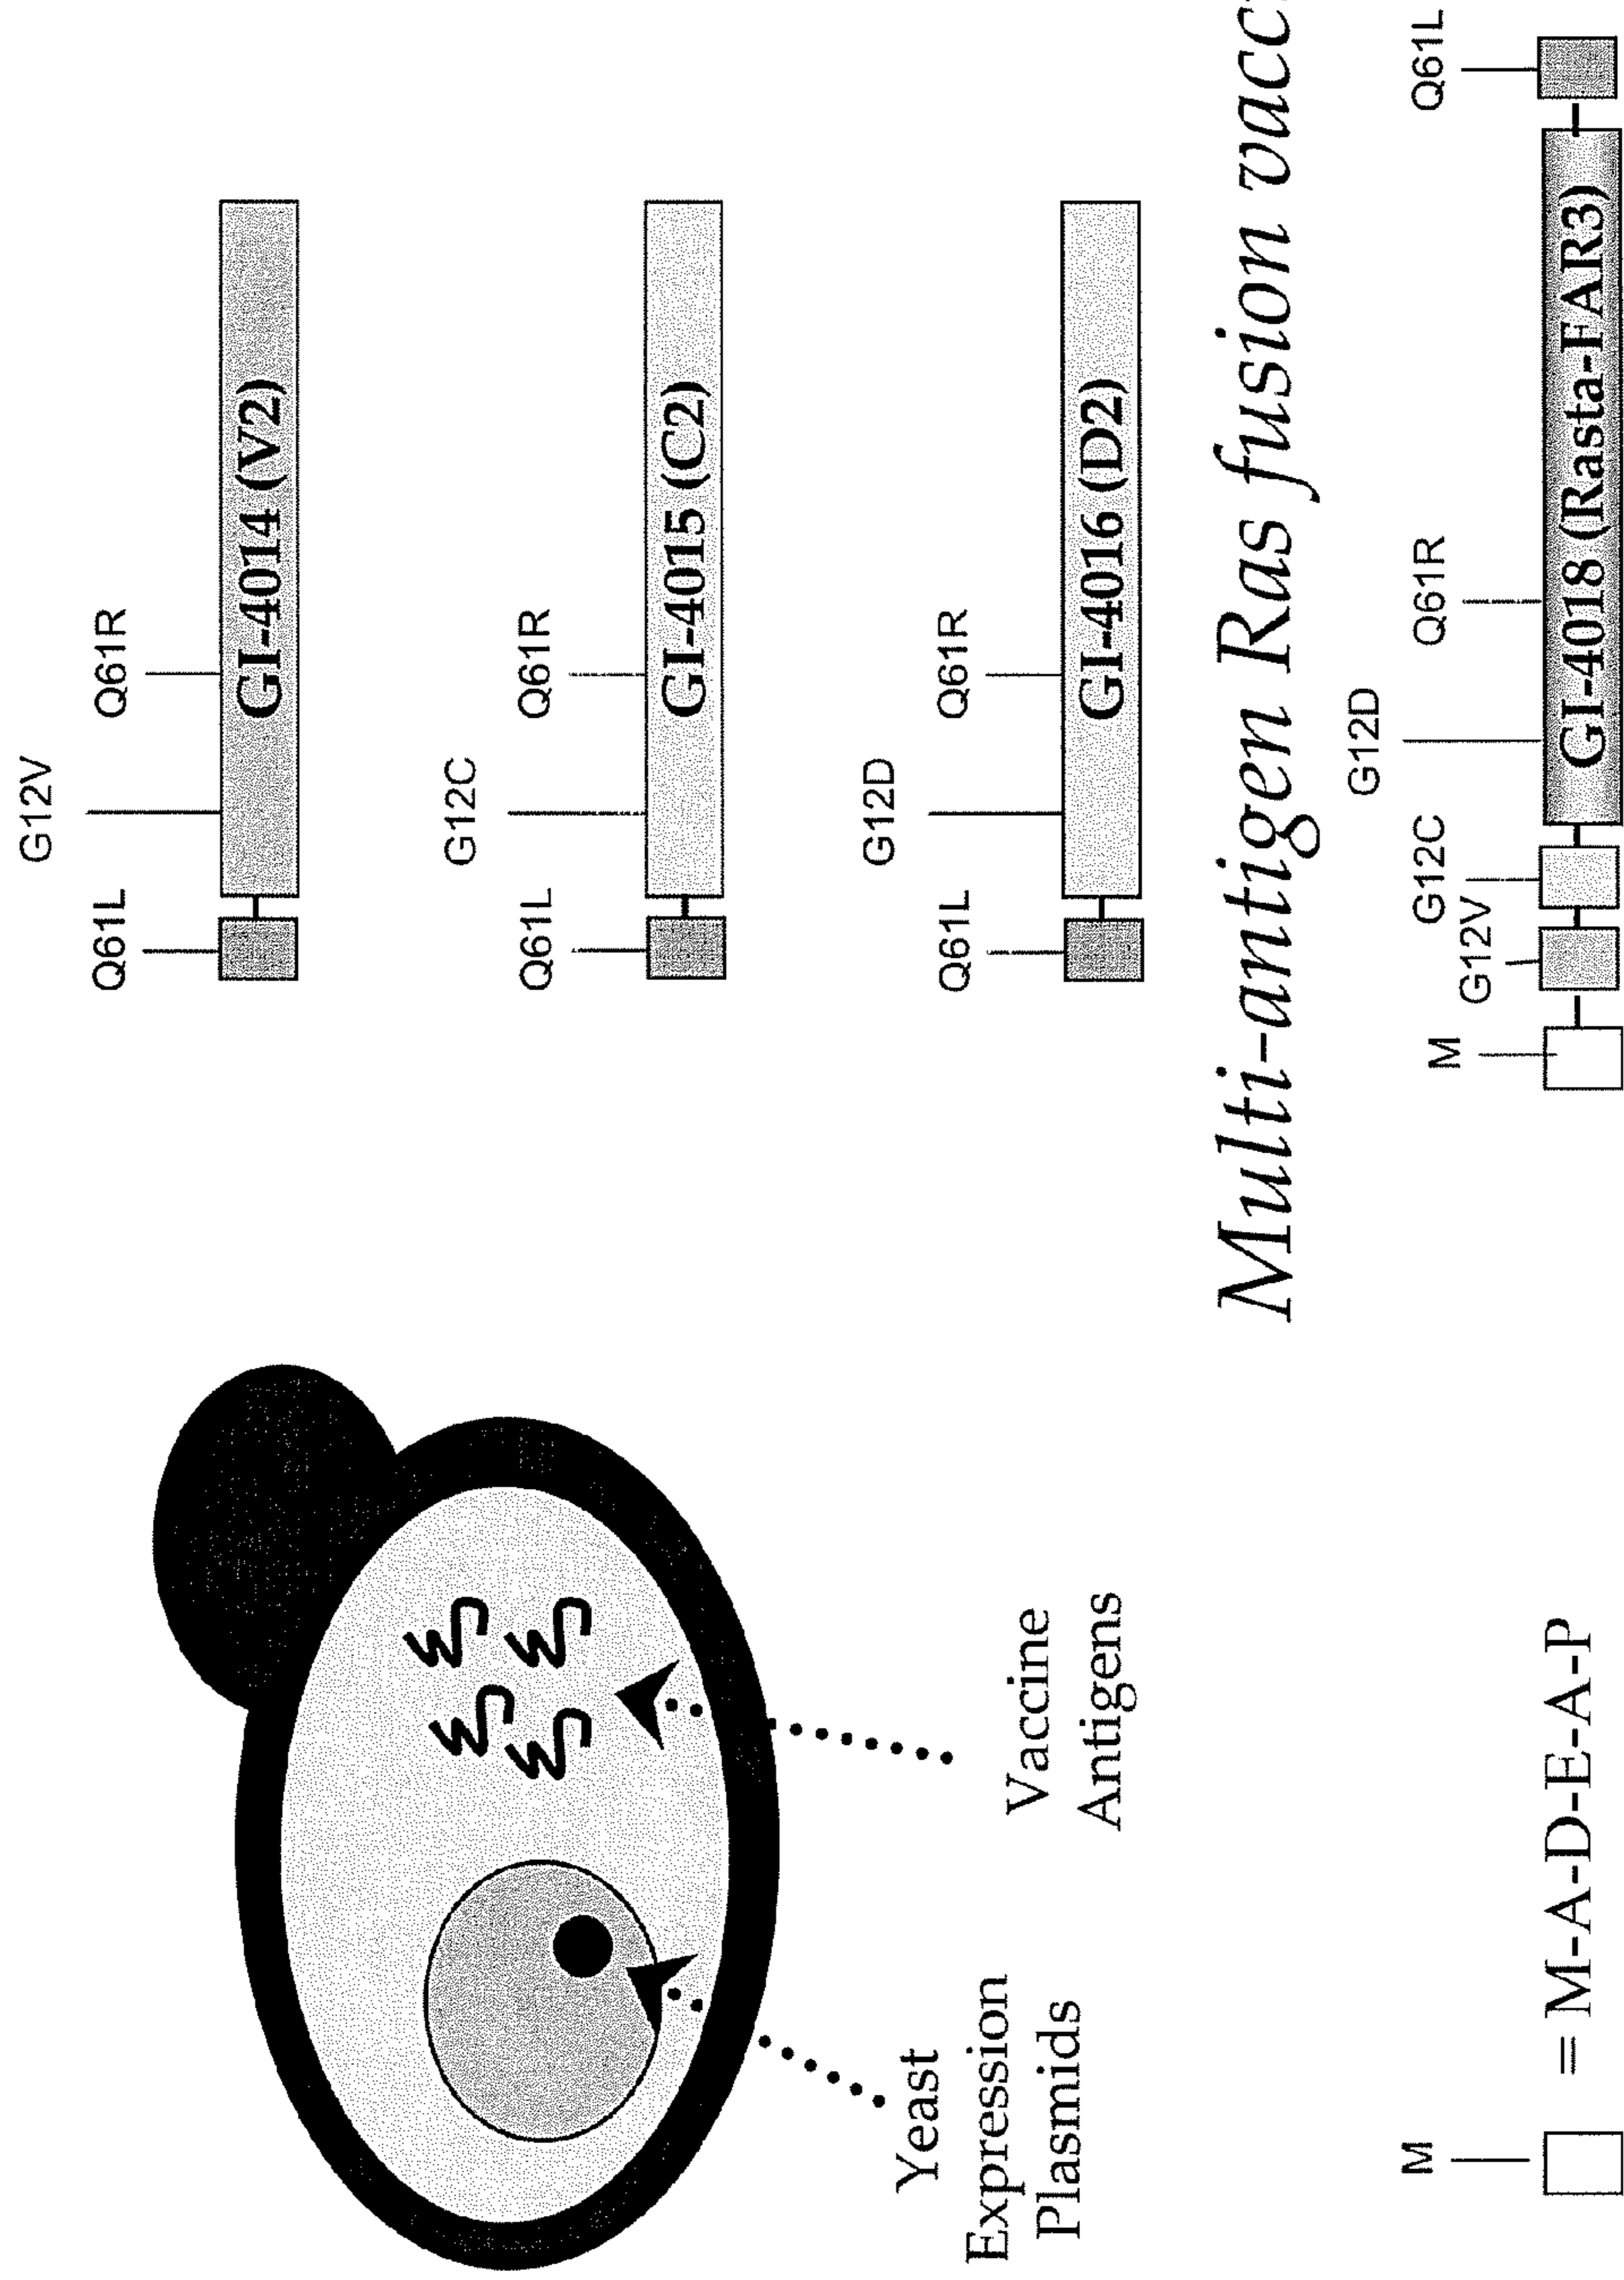 G12V
Q61L
Q61R
GI-4014 (V2)
G12C
Q61L
Q61R
GI-4015 (C2)
G12D
Q61L
Q61R
GI-4016 (D2)
Yeast
Expression
Plasmids
Vaccine
Antigens
Multi-antigen Ras fusion
G12D
M
G12V
G12C
Q61R
Q61L
GI-4018 (Rasta-FAR3)
M
= M-A-D-E-A-P